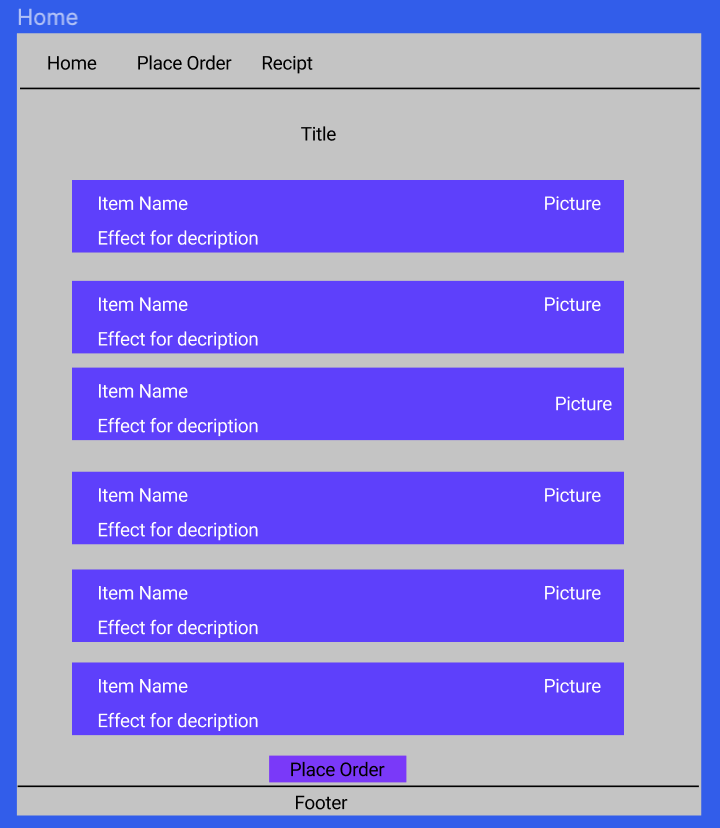 Home
Home Place Order Recipt
Title
Item Name Picture
Effect for decription
Item Name Picture
Effect for decription
Item Name
Picture
Effect for decription
Item Name Picture
Effect for decription
Item Name Picture
Effect for decription
Item Name Picture
Effect for decription
Place Order
Footer